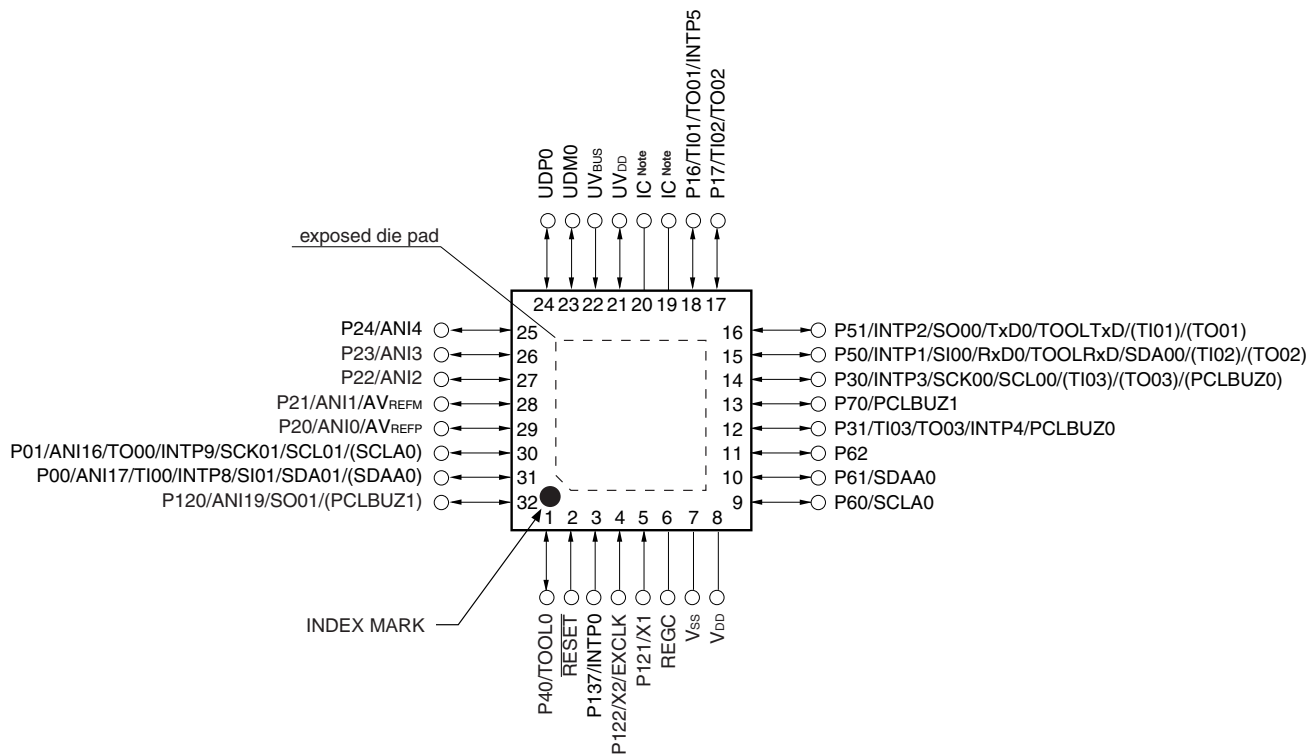 UDP0
UDM0
UVBUS
UVDD
IC Note
IC Note
P16/TI01/TO01/INTP5
P17/TI02/TO02
exposed die pad
24 23 22 21 20 19 18 17
P24/ANI4 25
P23/ANI3 26
P22/ANI2 27
P21/ANI1/AVREFM 28
P20/ANI0/AVREFP 29
P01/ANI16/TO00/INTP9/SCK01/SCL01/(SCLA0) 30
P00/ANI17/TI00/INTP8/SI01/SDA01/(SDAA0) 31
P120/ANI19/SO01/(PCLBUZ1) 32
16 P51/INTP2/SO00/TxD0/TOOLTxD/(TI01)/(TO01)
15 P50/INTP1/SI00/RxD0/TOOLRxD/SDA00/(TI02)/(TO02)
14 P30/INTP3/SCK00/SCL00/(TI03)/(TO03)/(PCLBUZ0)
13 P70/PCLBUZ1
12 P31/TI03/TO03/INTP4/PCLBUZ0
11 P62
10 P61/SDAA0
9 P60/SCLA0
1 2 3 4 5 6 7 8
INDEX MARK
P40/TOOL0
RESET
P137/INTP0
P122/X2/EXCLK
P121/X1
REGC
VSS
VDD